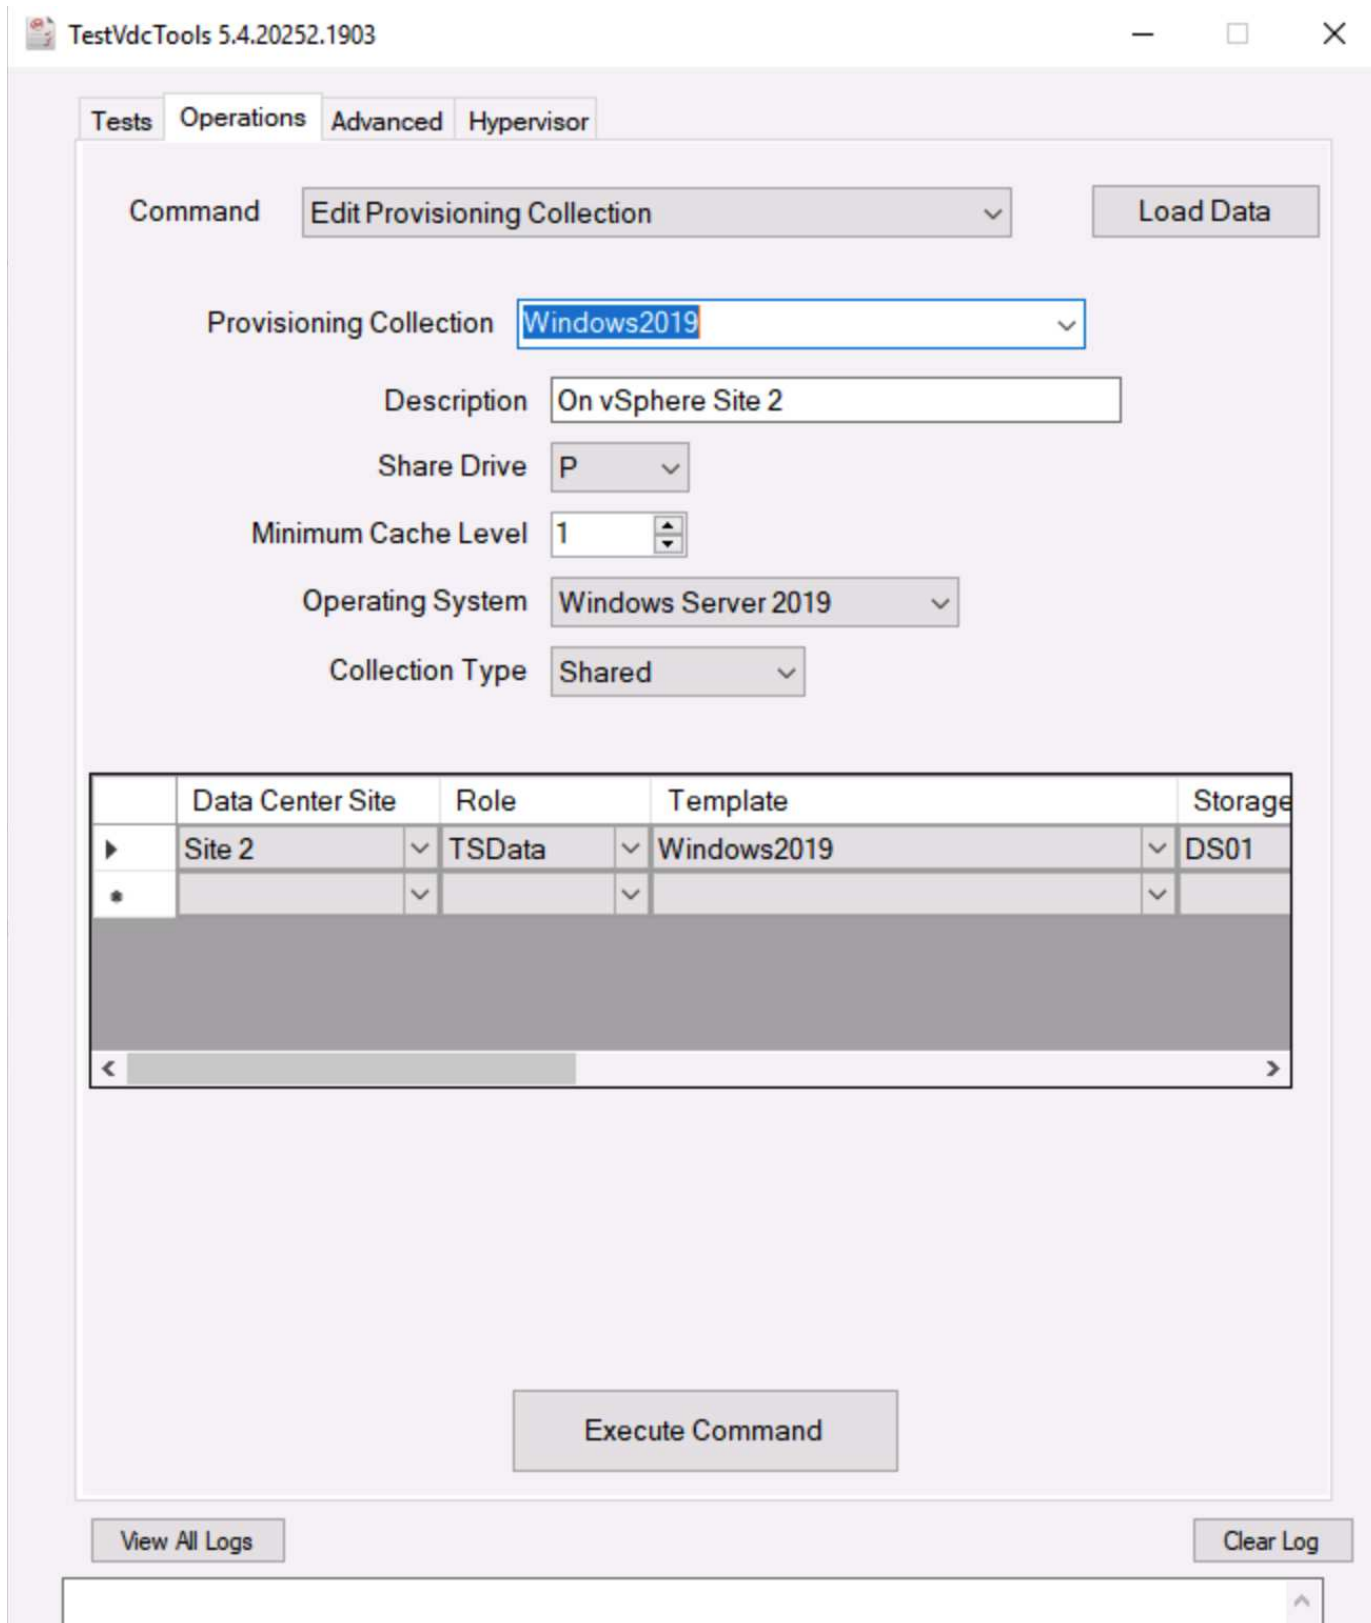 TestVdcTools 5.4.20252.1903
Tests Operations Advanced Hypervisor
Command Edit Provisioning Collection Load Data
Provisioning Collection Windows2019
Description On vSphere Site 2
Share Drive P
Minimum Cache Level 1
Operating System Windows Server 2019
Collection Type Shared
Data Center Site Role Template Storage
Site 2 TSData Windows2019 DS01
Execute Command
View All Logs Clear Log